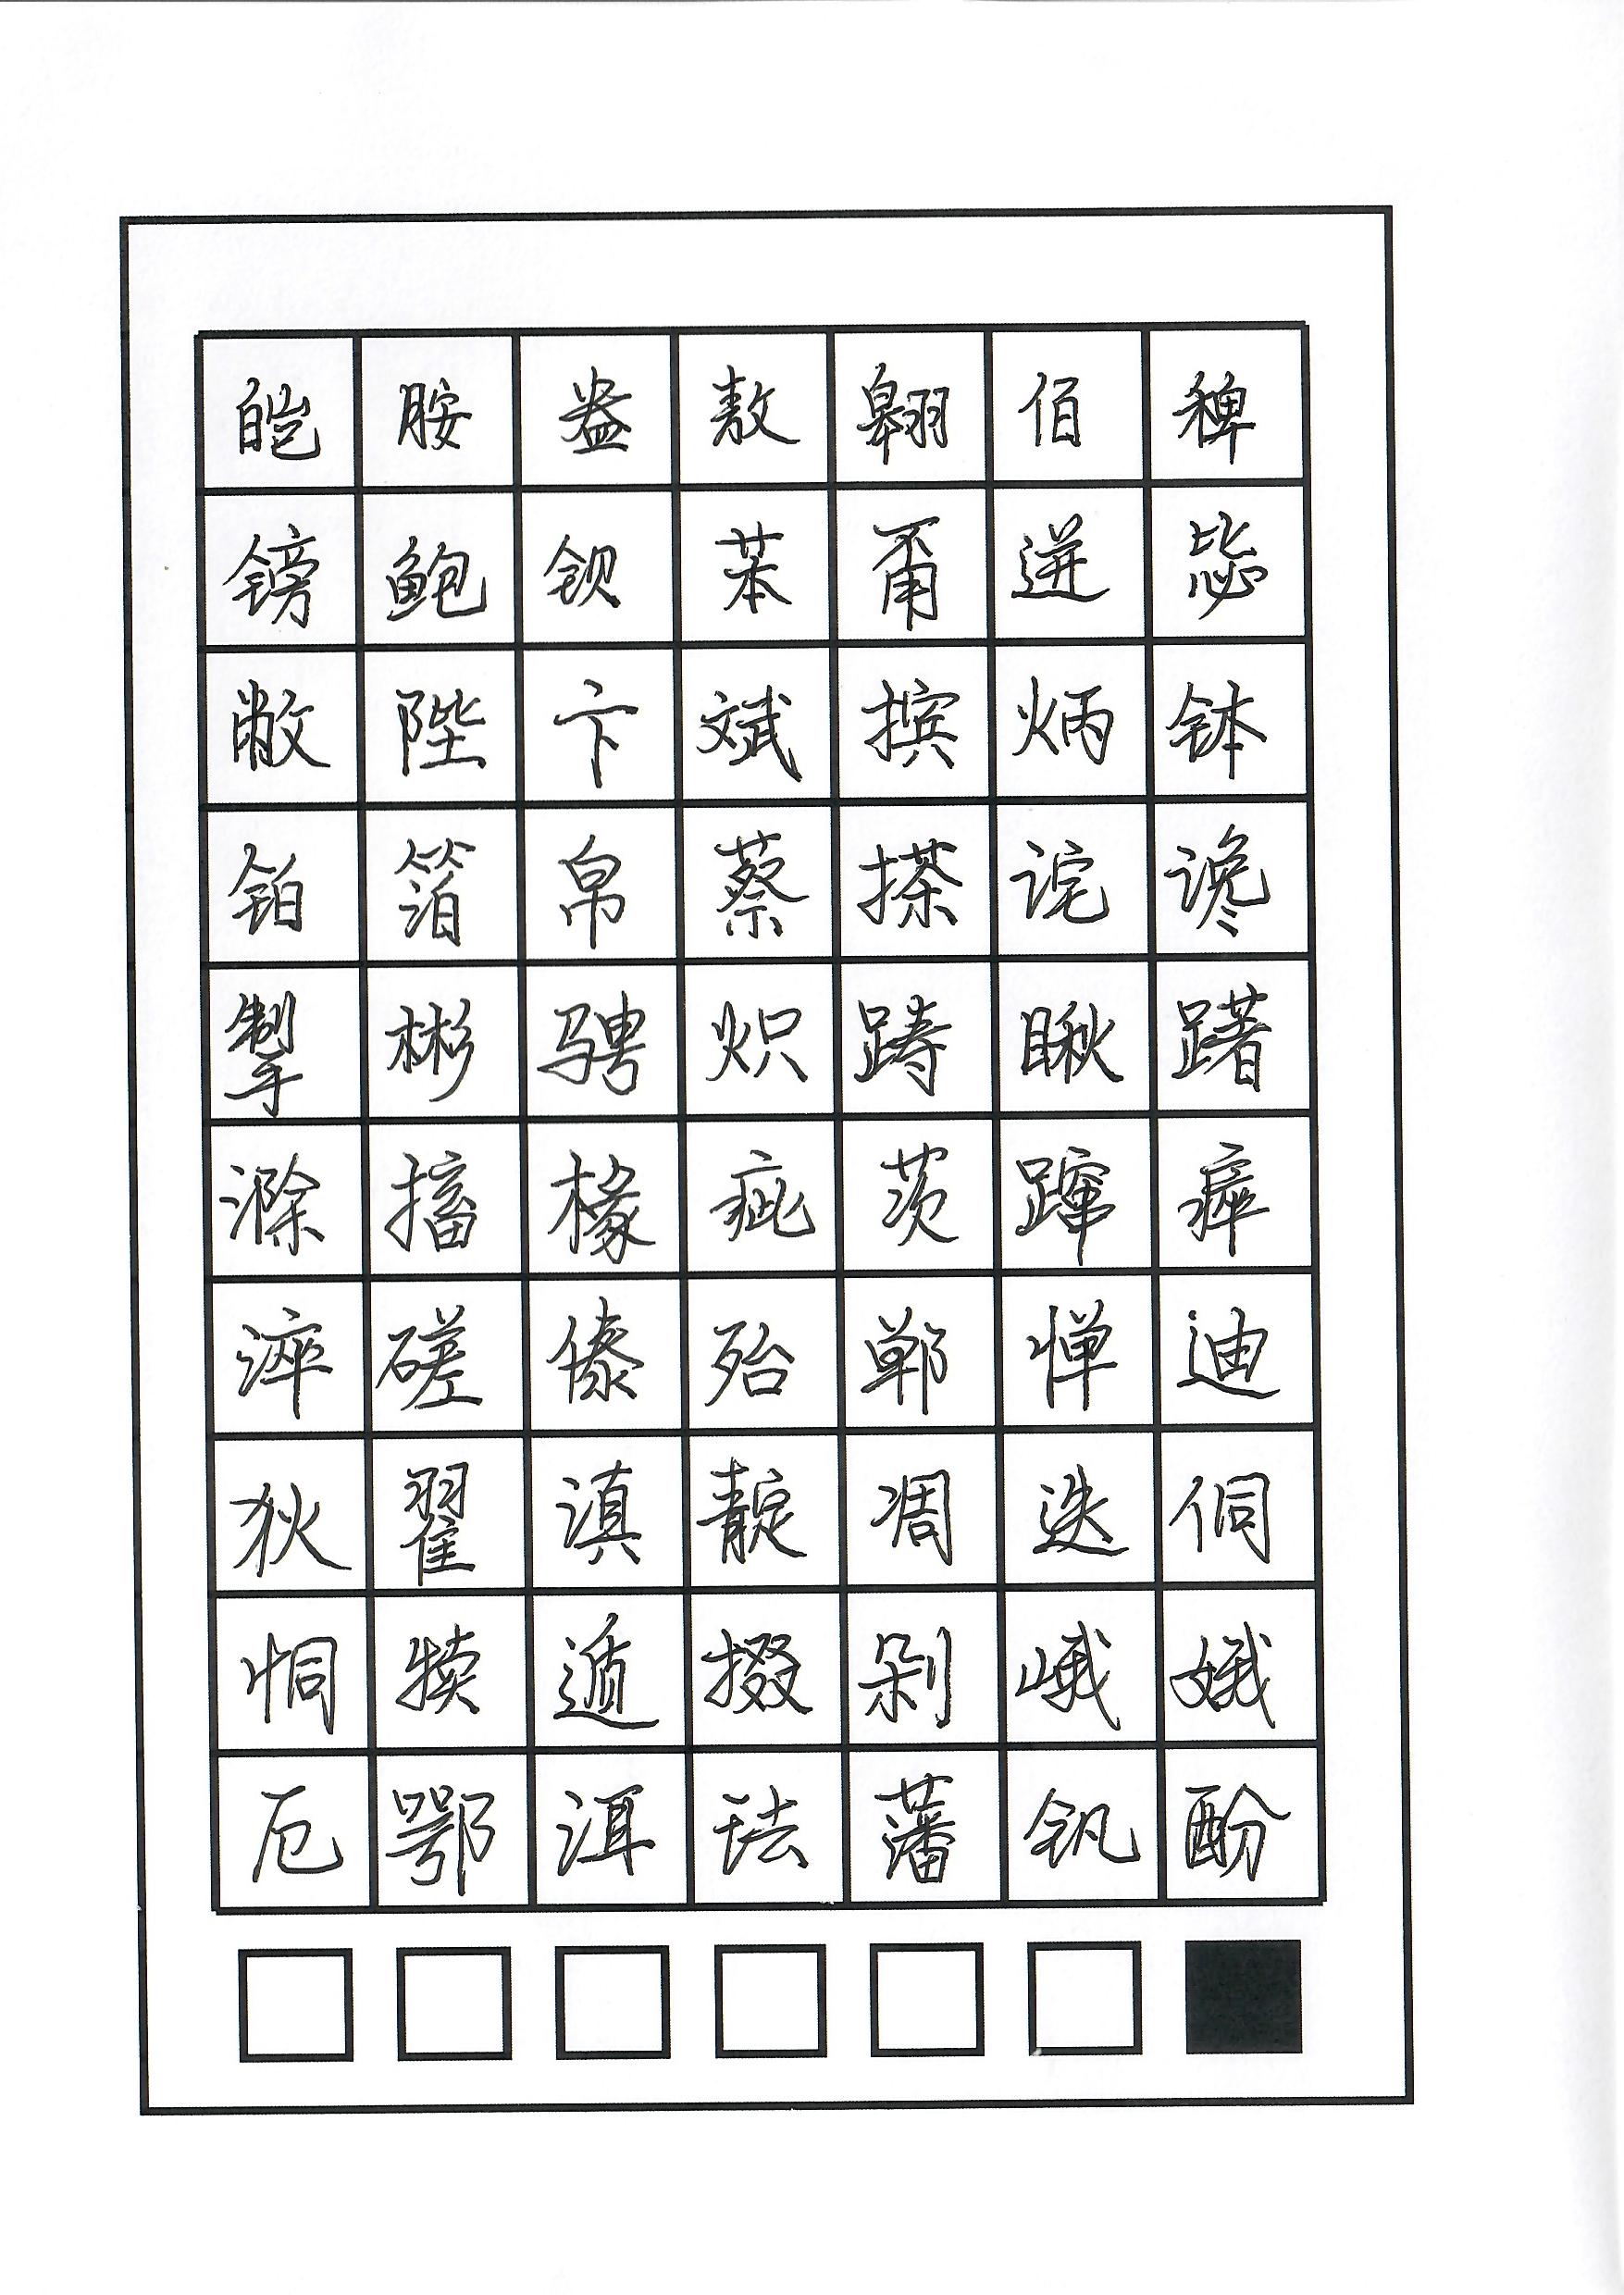 皑胺盎敖翱佰稗
镑鲍钡苯甭迸毖
敝陛卞斌摈炳钵
铂箔帛蔡搽诧谗
掣彬骋炽踌瞅躇
滁搐椽疵茨蹿瘁
淬磋傣殆郸惮迪
狄翟滇靛凋迭侗
恫犊遁掇剁峨娥
厄鄂洱珐藩钒酚